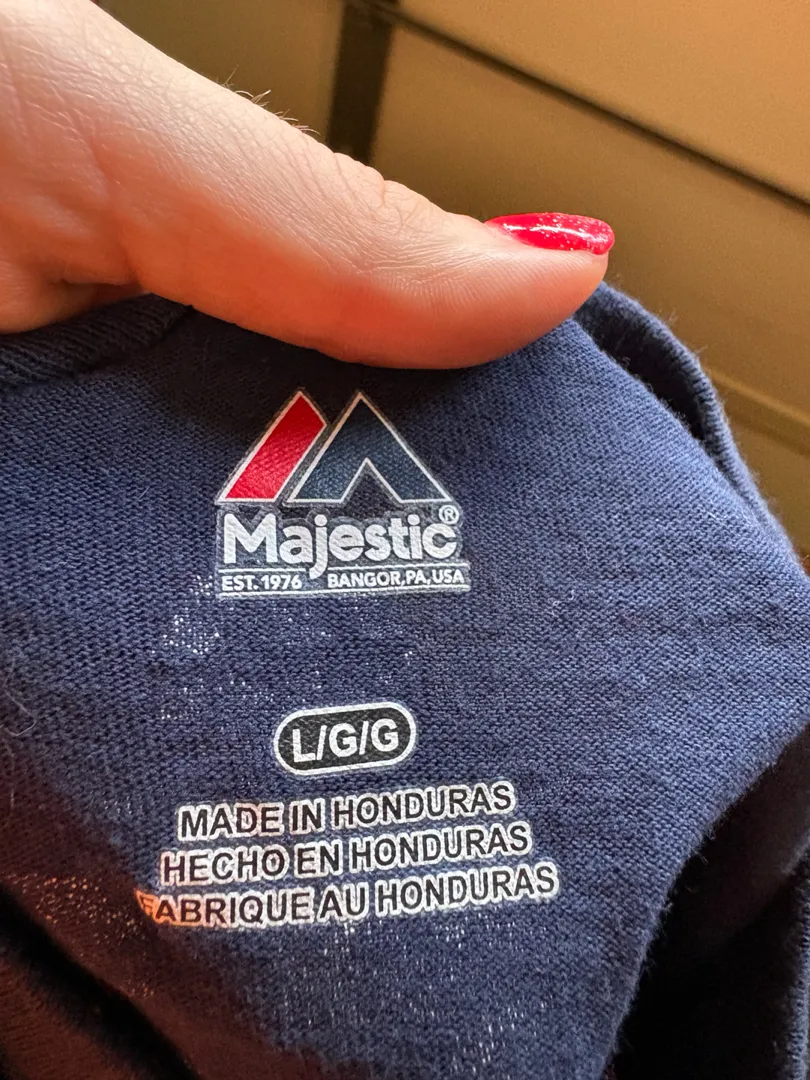 Majestic®
EST. 1976 BANGOR, PA, USA
L/G/G
MADE IN HONDURAS
HECHO EN HONDURAS
FABRIQUE AU HONDURAS